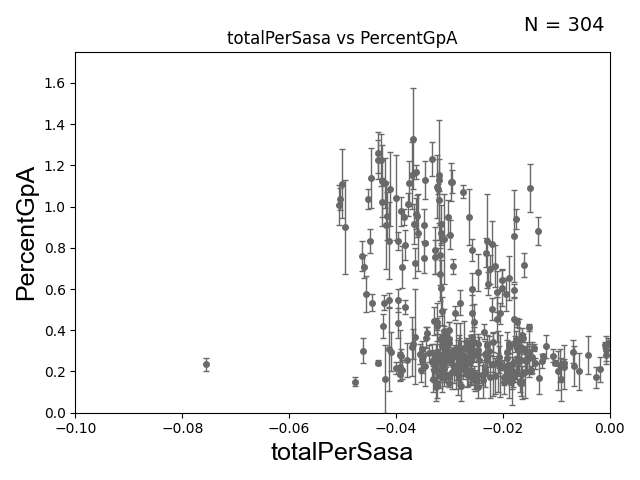 N = 304
totalPerSasa vs PercentGpA
PercentGpA
1.6
1.4
1.2
1.0
0.8
0.6
0.4
0.2
0.0
−0.10 −0.08 −0.06 −0.04 −0.02 0.00
totalPerSasa